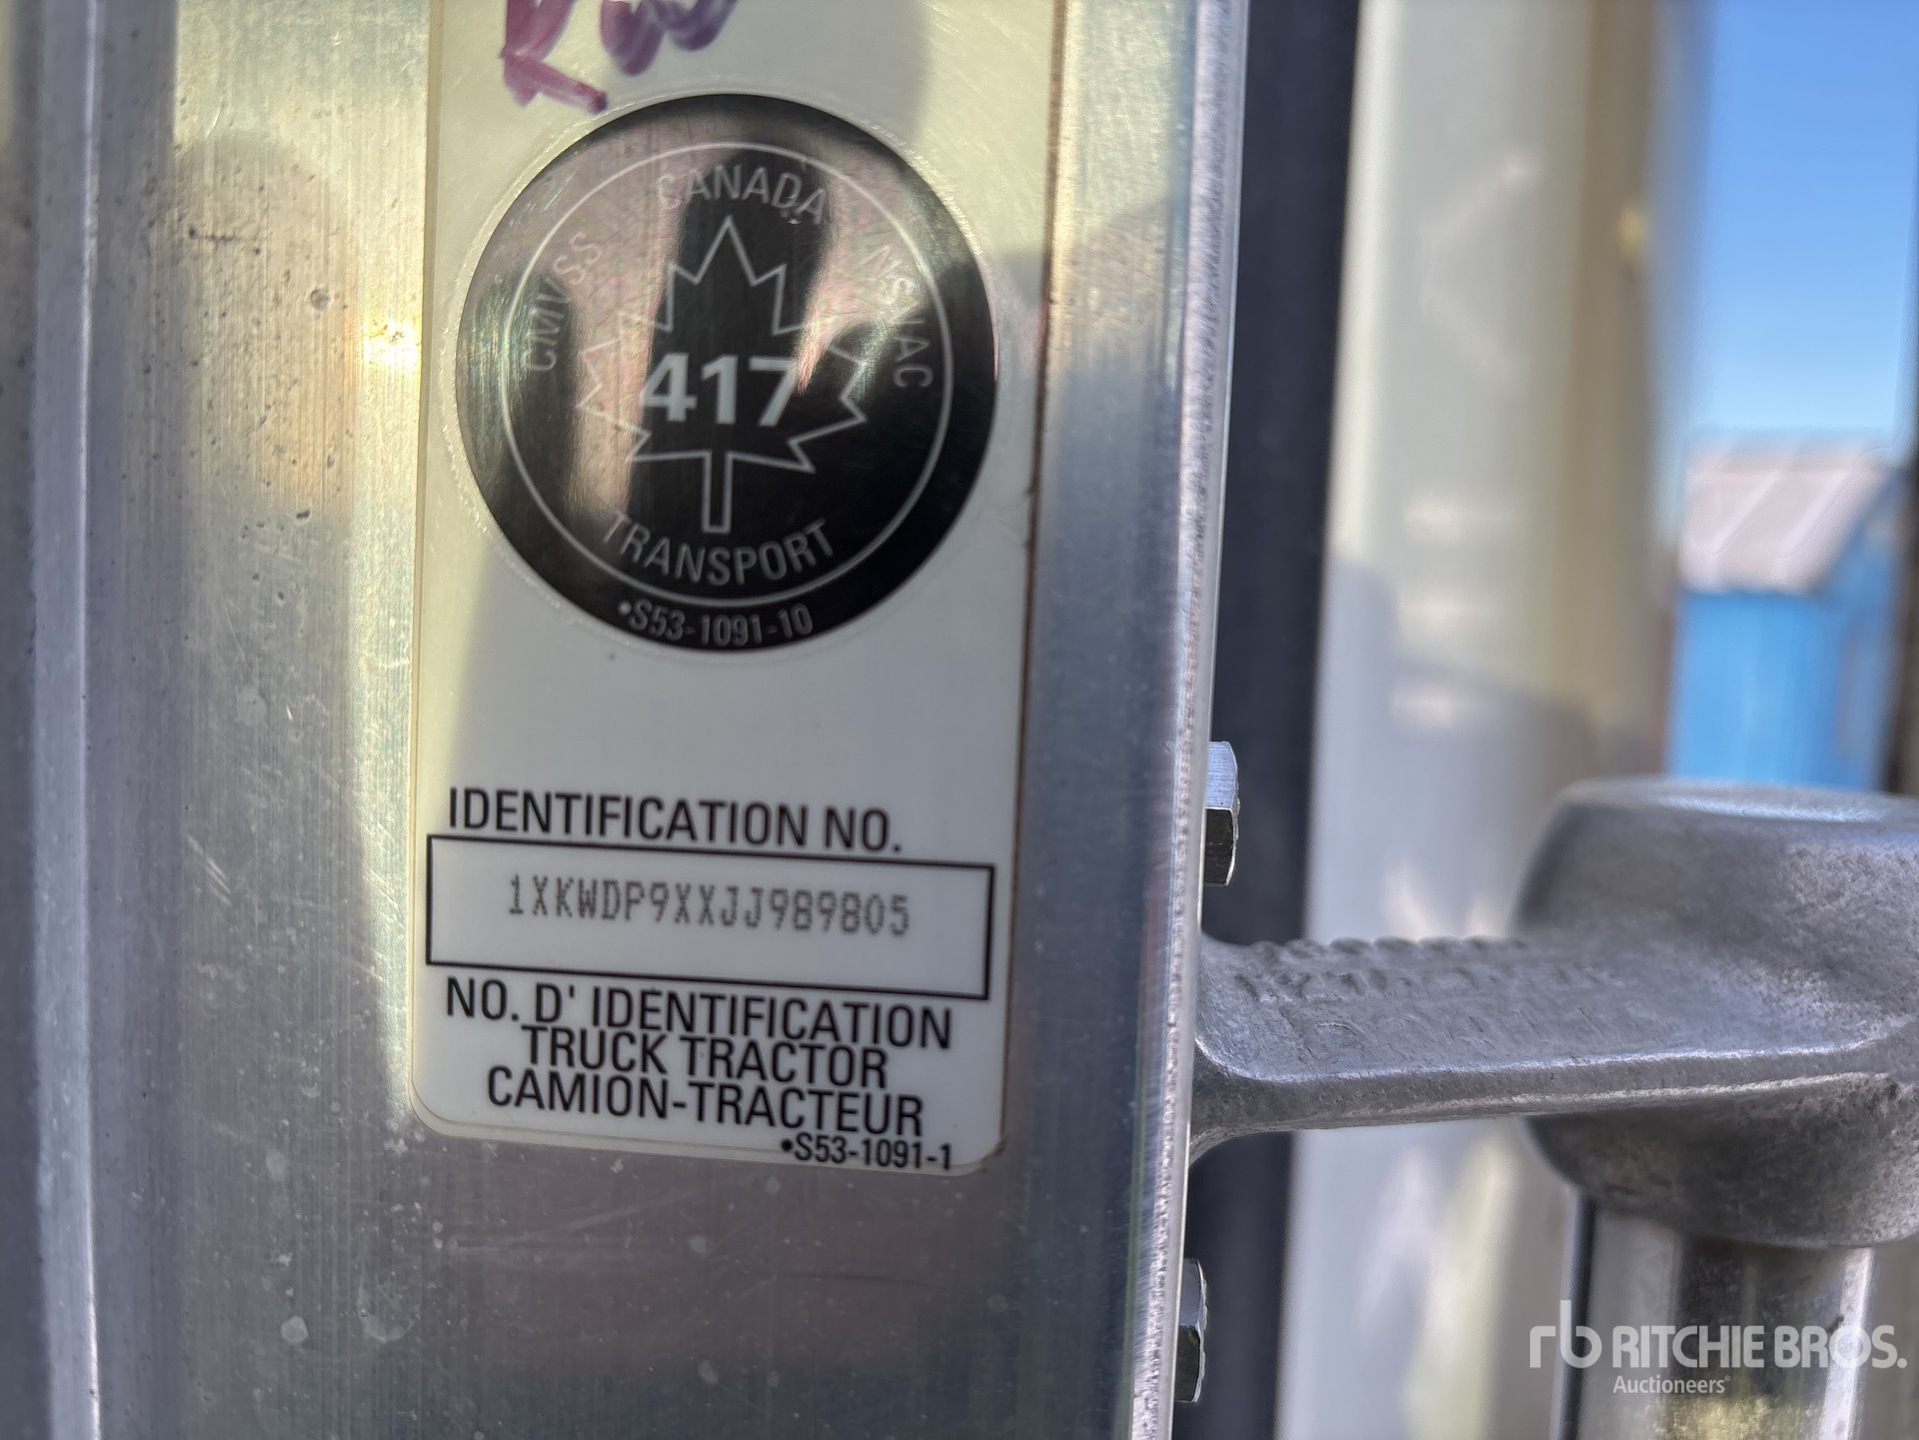 CANADA
CMVSS
NSVAC
417
TRANSPORT
•S53-1091-10
IDENTIFICATION NO.
1XKWDP9XXJJ989805
NO. D' IDENTIFICATION
TRUCK TRACTOR
CAMION-TRACTEUR
•S53-1091-1
rb RITCHIE BROS.
Auctioneers